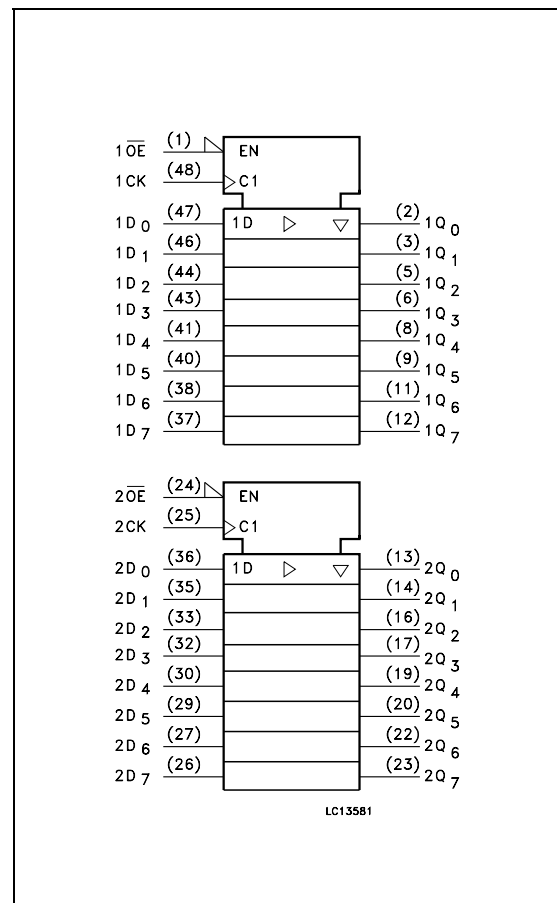 1O̅E̅ (1) EN
1CK (48) C1
1D0 (47) 1D (2) 1Q0
1D1 (46) (3) 1Q1
1D2 (44) (5) 1Q2
1D3 (43) (6) 1Q3
1D4 (41) (8) 1Q4
1D5 (40) (9) 1Q5
1D6 (38) (11) 1Q6
1D7 (37) (12) 1Q7
2O̅E̅ (24) EN
2CK (25) C1
2D0 (36) 1D (13) 2Q0
2D1 (35) (14) 2Q1
2D2 (33) (16) 2Q2
2D3 (32) (17) 2Q3
2D4 (30) (19) 2Q4
2D5 (29) (20) 2Q5
2D6 (27) (22) 2Q6
2D7 (26) (23) 2Q7
LC13581